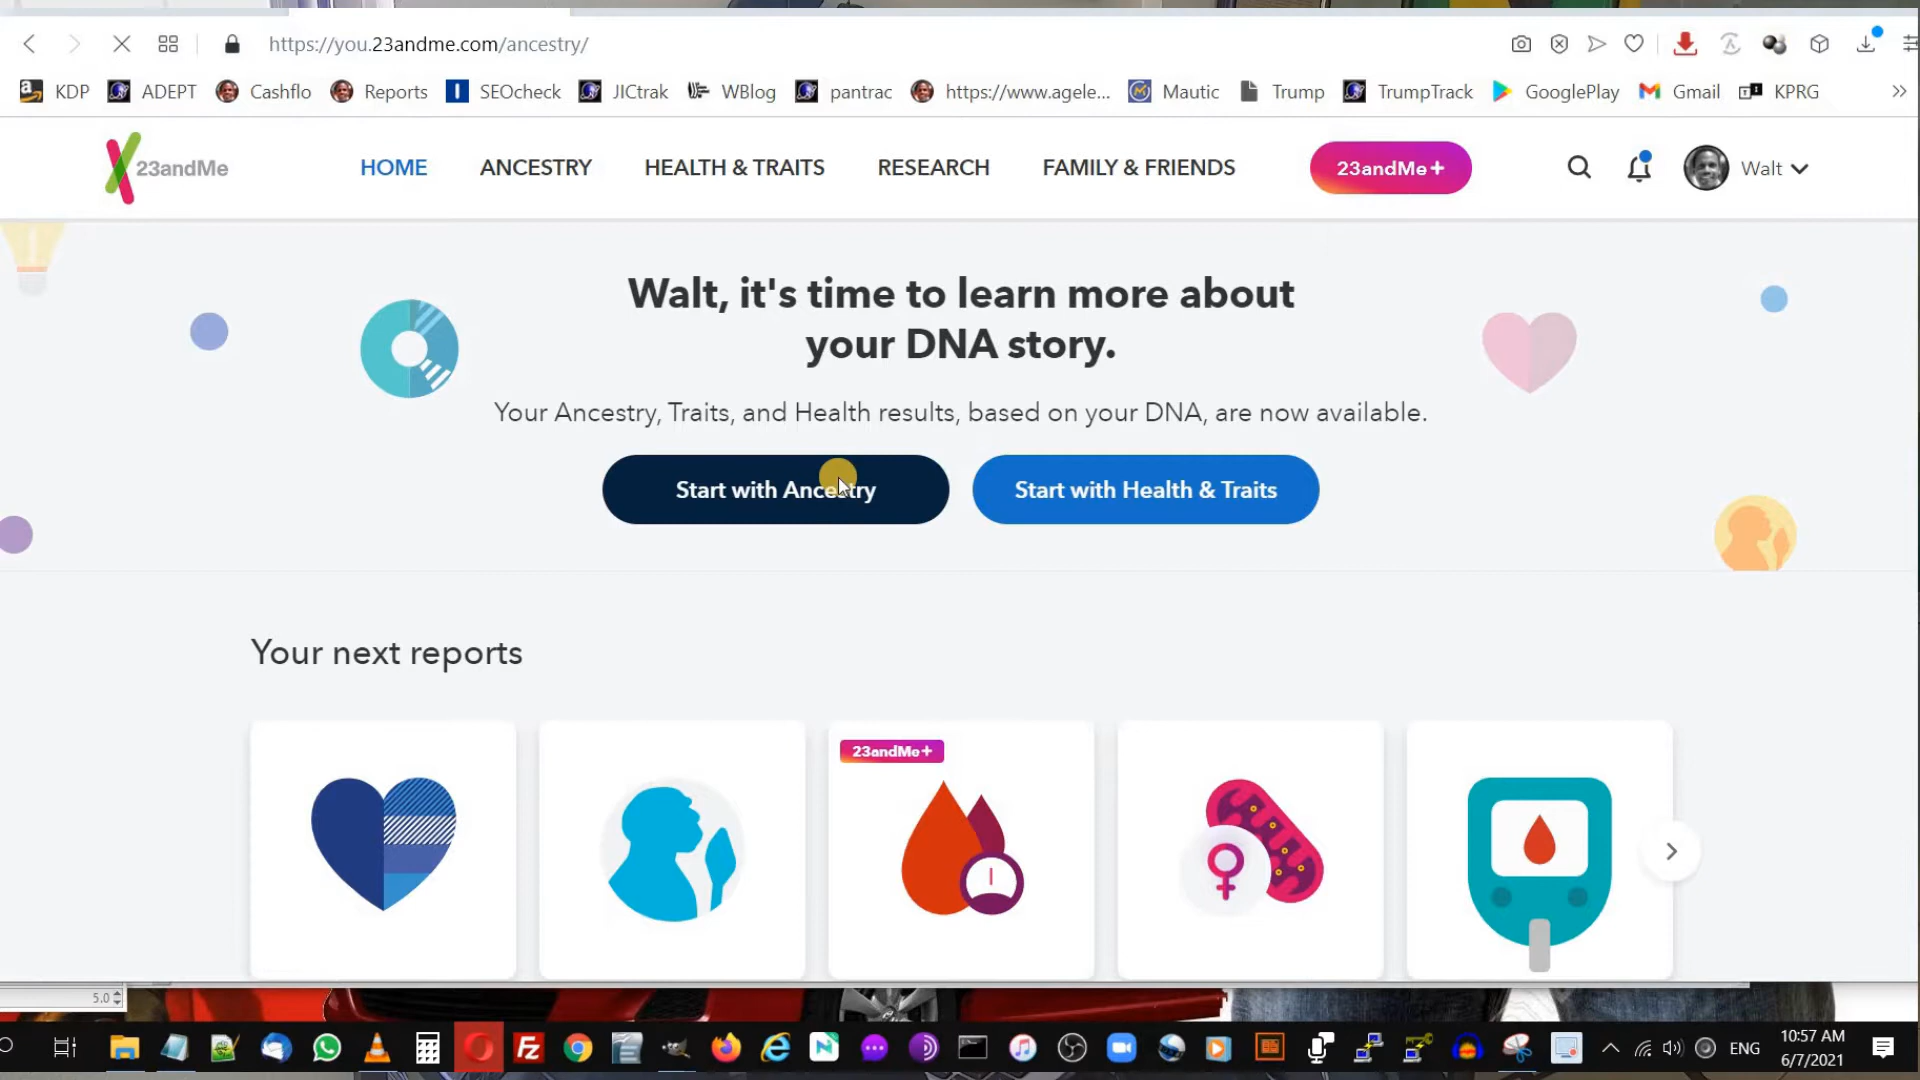 https://you.23andme.com/ancestry/
KDP ADEPT Cashflo Reports SEOcheck JICtrak WBlog pantrac https://www.agele... Mautic Trump TrumpTrack GooglePlay Gmail KPRG
23andMe HOME ANCESTRY HEALTH & TRAITS RESEARCH FAMILY & FRIENDS 23andMe+ Walt
Walt, it's time to learn more about
your DNA story.
Your Ancestry, Traits, and Health results, based on your DNA, are now available.
Start with Ancestry Start with Health & Traits
Your next reports
23andMe+
5.0
ENG 10:57 AM
6/7/2021